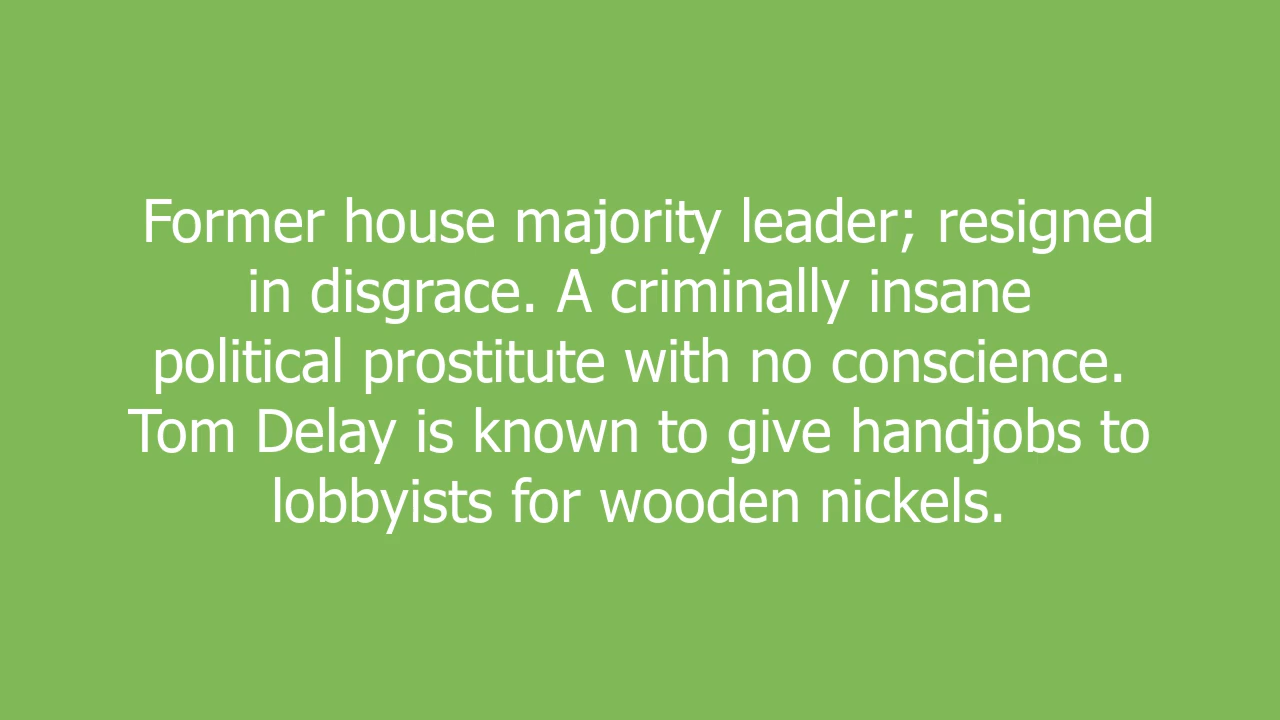 Former house majority leader; resigned
in disgrace. A criminally insane
political prostitute with no conscience.
Tom Delay is known to give handjobs to
lobbyists for wooden nickels.